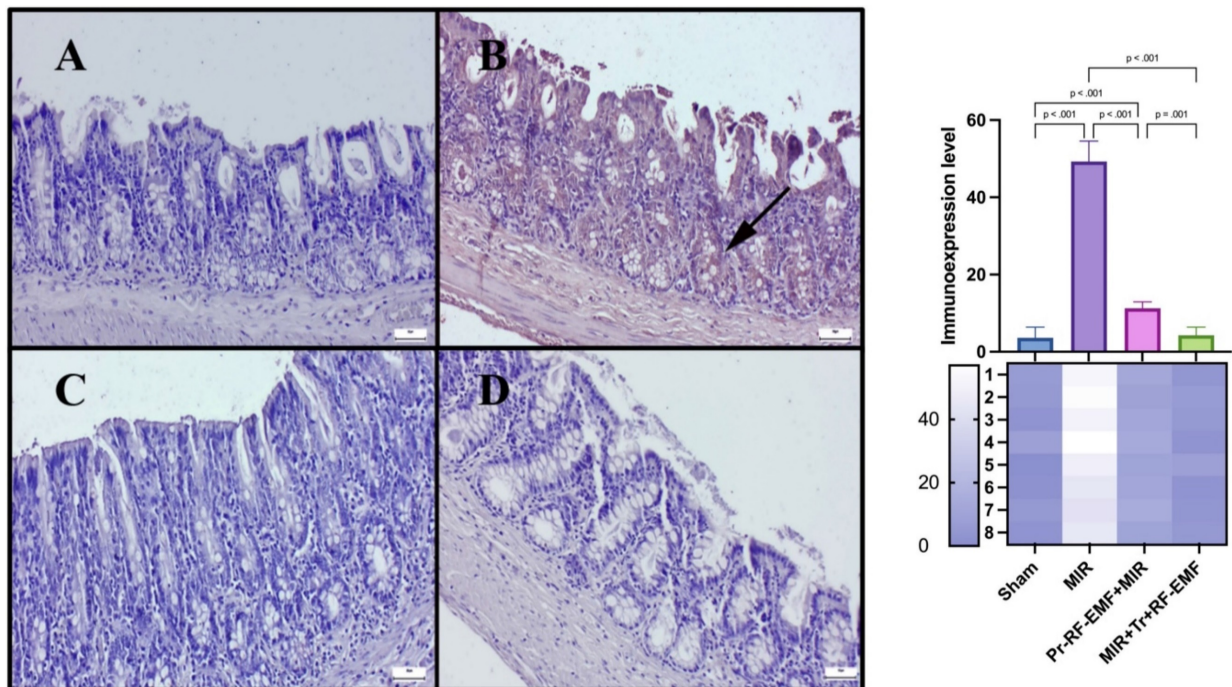 A
B
C
D
p < .001
p < .001
p < .001
p < .001
p = .001
Immunoexpression level
60
40
20
0
40
20
0
1
2
3
4
5
6
7
8
Sham
MIR
Pr-RF-EMF+MIR
MIR+Tr+RF-EMF